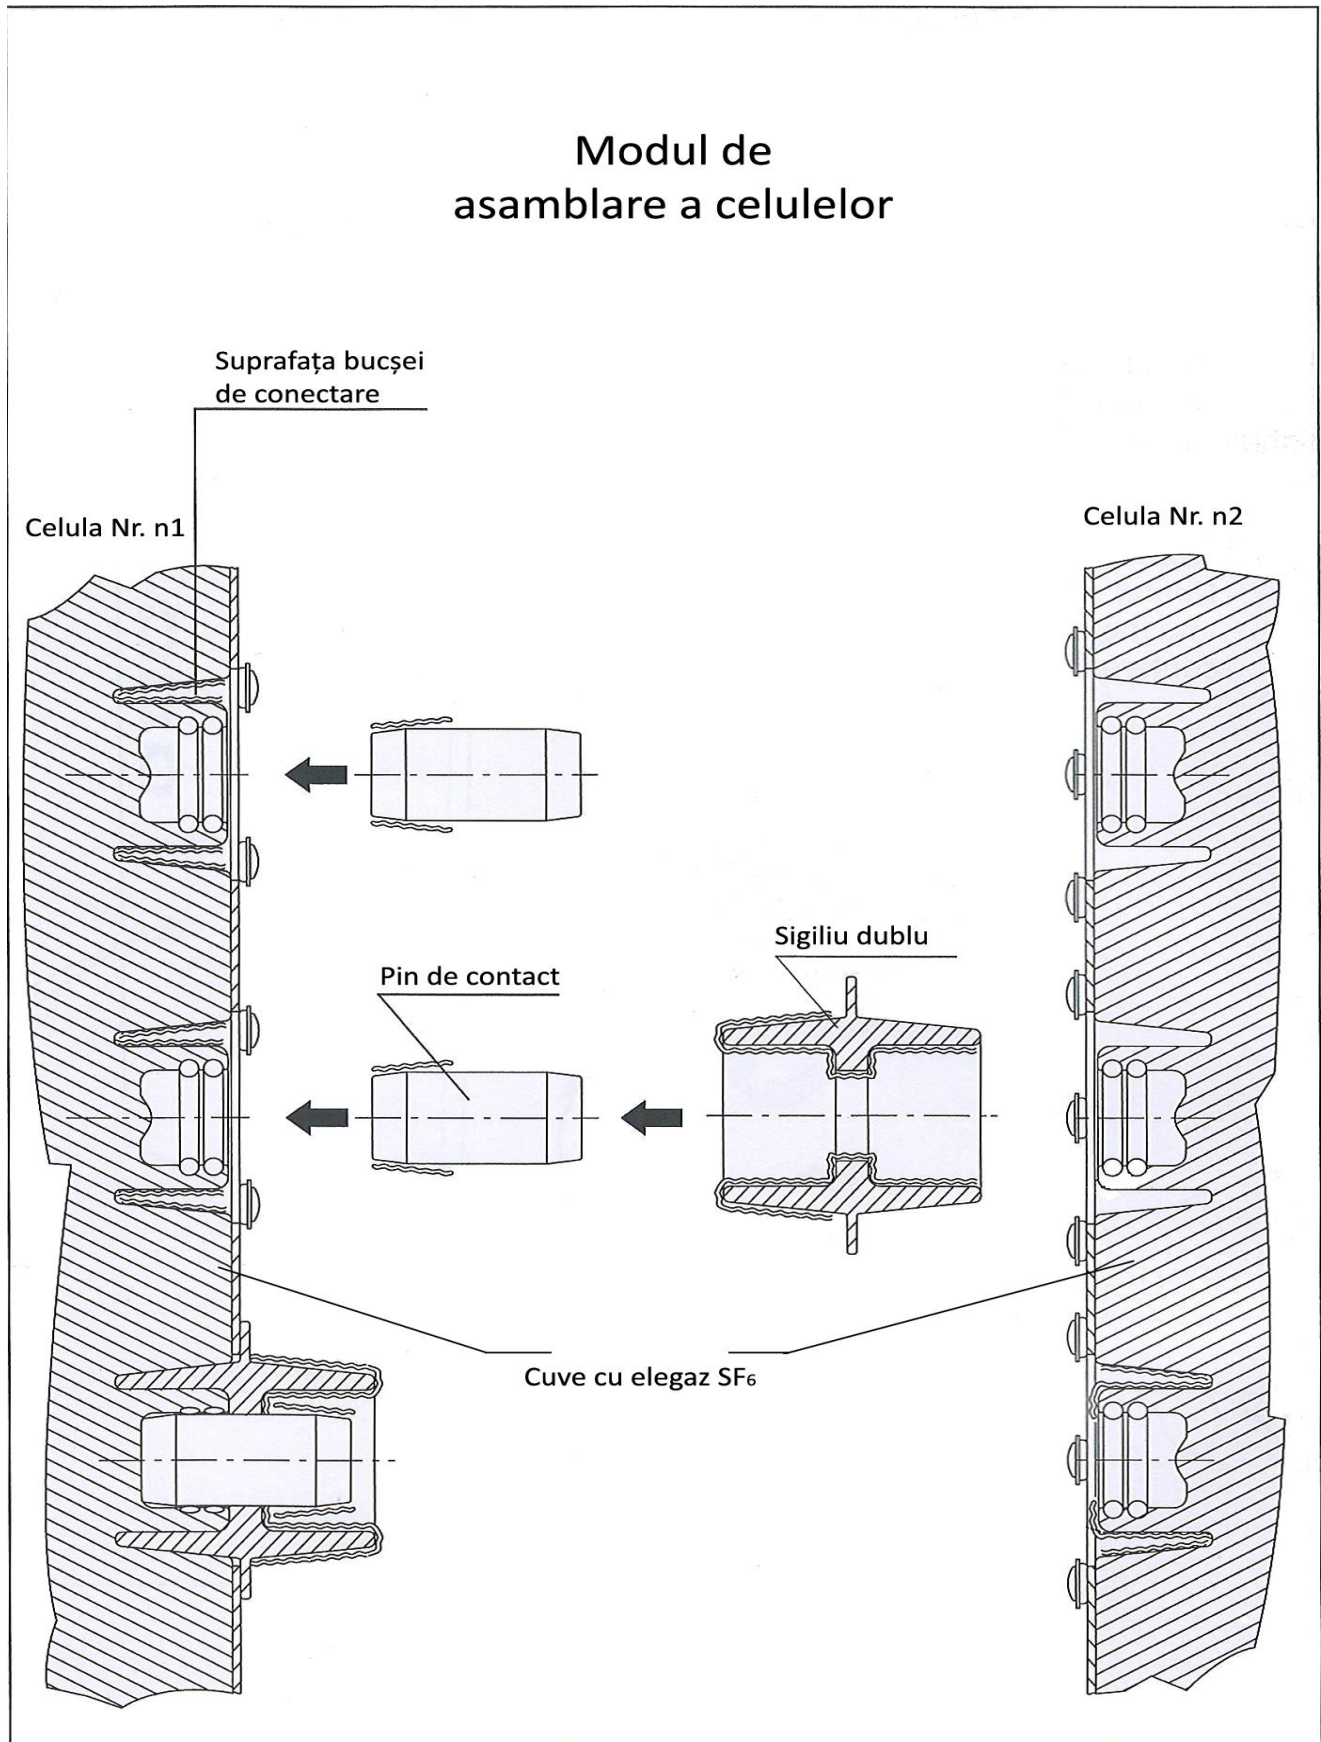 Modul de
asamblare a celulelor
Suprafața bucșei
de conectare
Celula Nr. n1
Celula Nr. n2
Sigiliu dublu
Pin de contact
Cuve cu elegaz SF₆